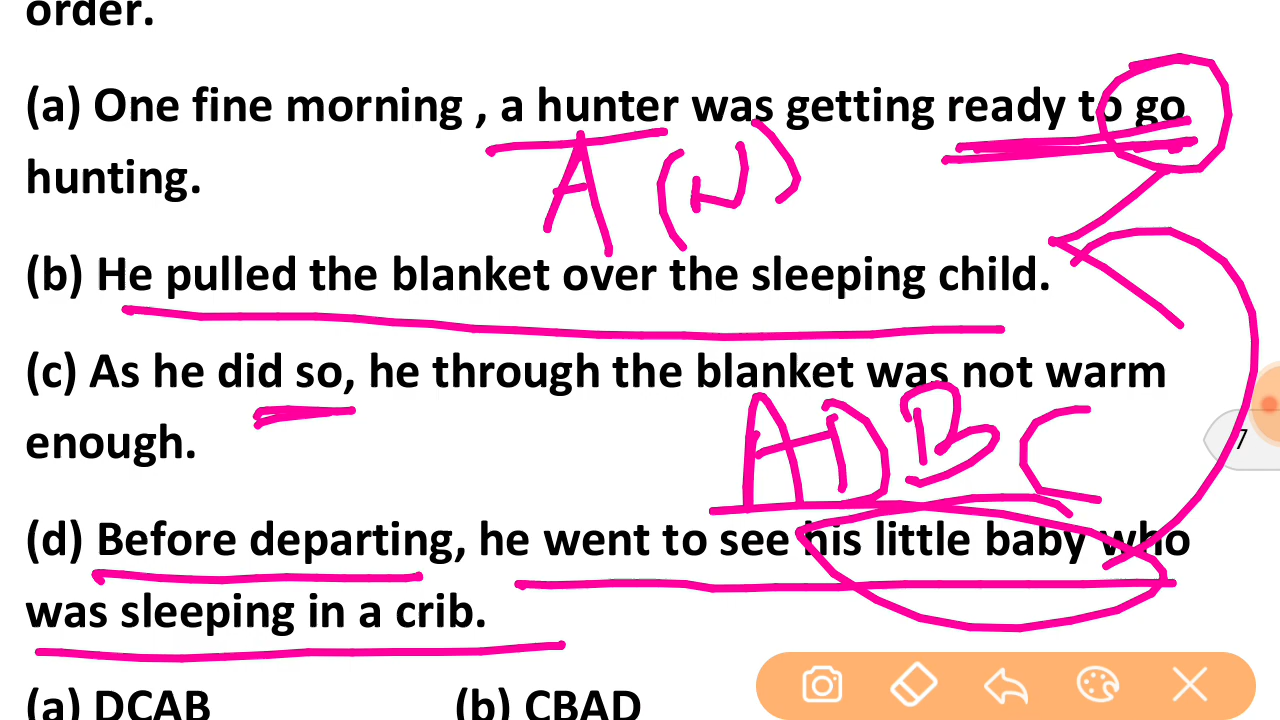 order.
(a) One fine morning , a hunter was getting ready to go
hunting.
A (N)
(b) He pulled the blanket over the sleeping child.
(c) As he did so, he through the blanket was not warm
enough.
ADBC
7
(d) Before departing, he went to see his little baby who
was sleeping in a crib.
(a) DCAB (b) CBAD